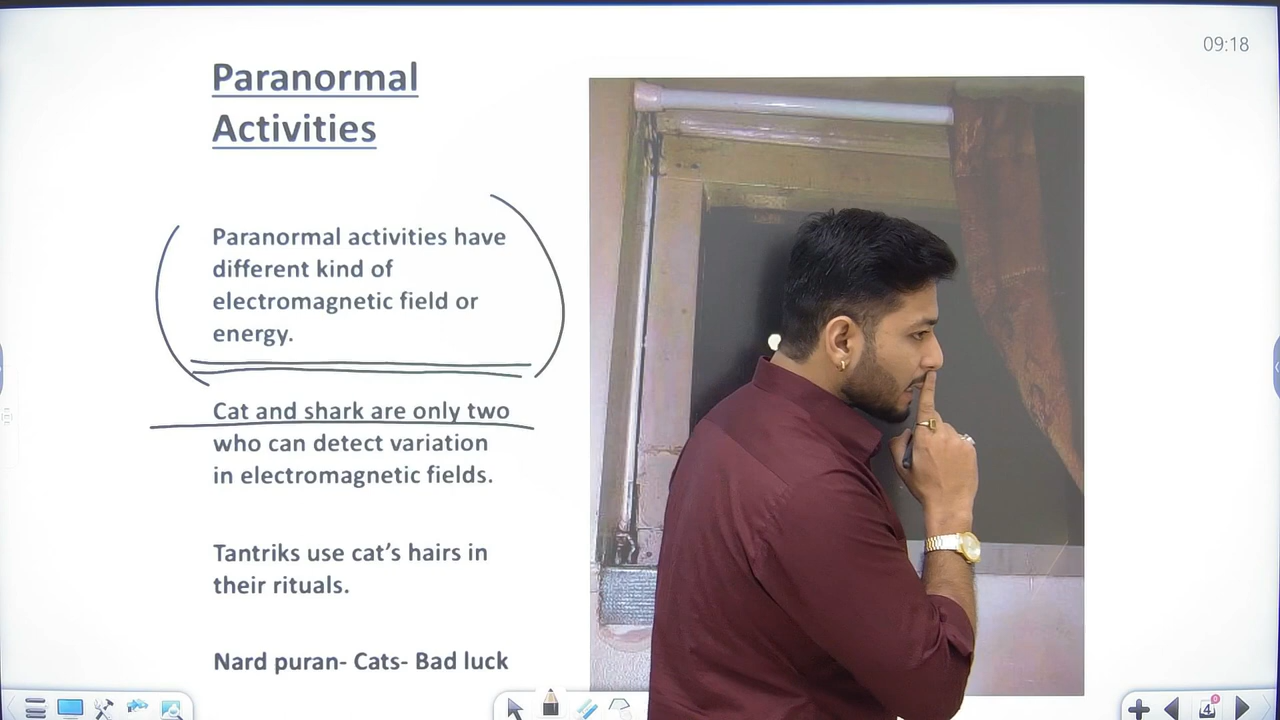 09:18
Paranormal
Activities
Paranormal activities have
different kind of
electromagnetic field or
energy.
Cat and shark are only two
who can detect variation
in electromagnetic fields.
Tantriks use cat's hairs in
their rituals.
Nard puran- Cats- Bad luck
4